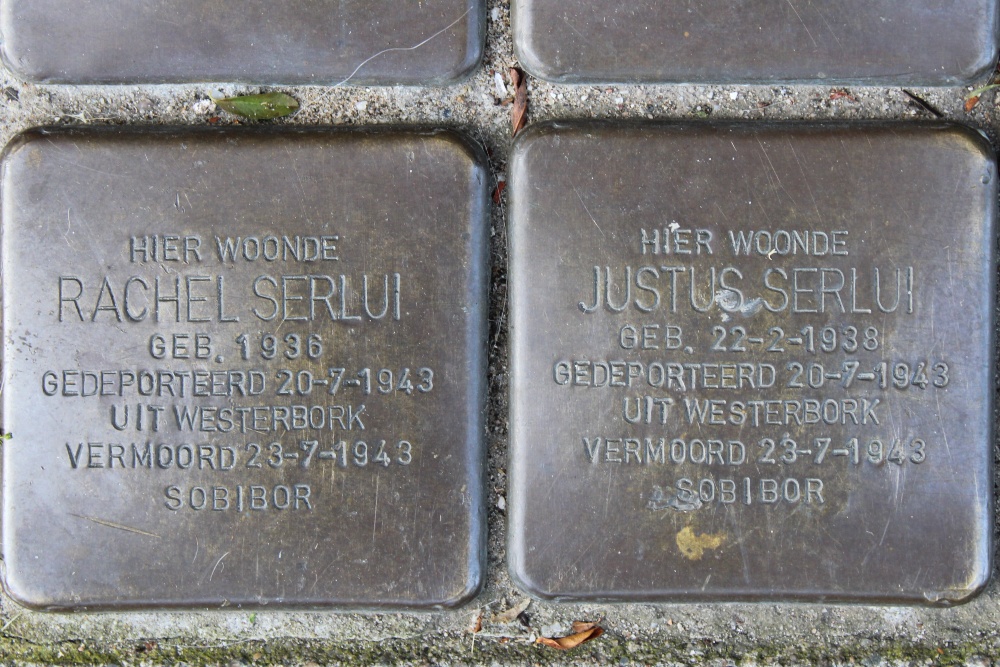 HIER WOONDE
RACHEL SERLUI
GEB. 1936
GEDEPORTEERD 20-7-1943
UIT WESTERBORK
VERMOORD 23-7-1943
SOBIBOR
HIER WOONDE
JUSTUS SERLUI
GEB. 22-2-1938
GEDEPORTEERD 20-7-1943
UIT WESTERBORK
VERMOORD 23-7-1943
SOBIBOR